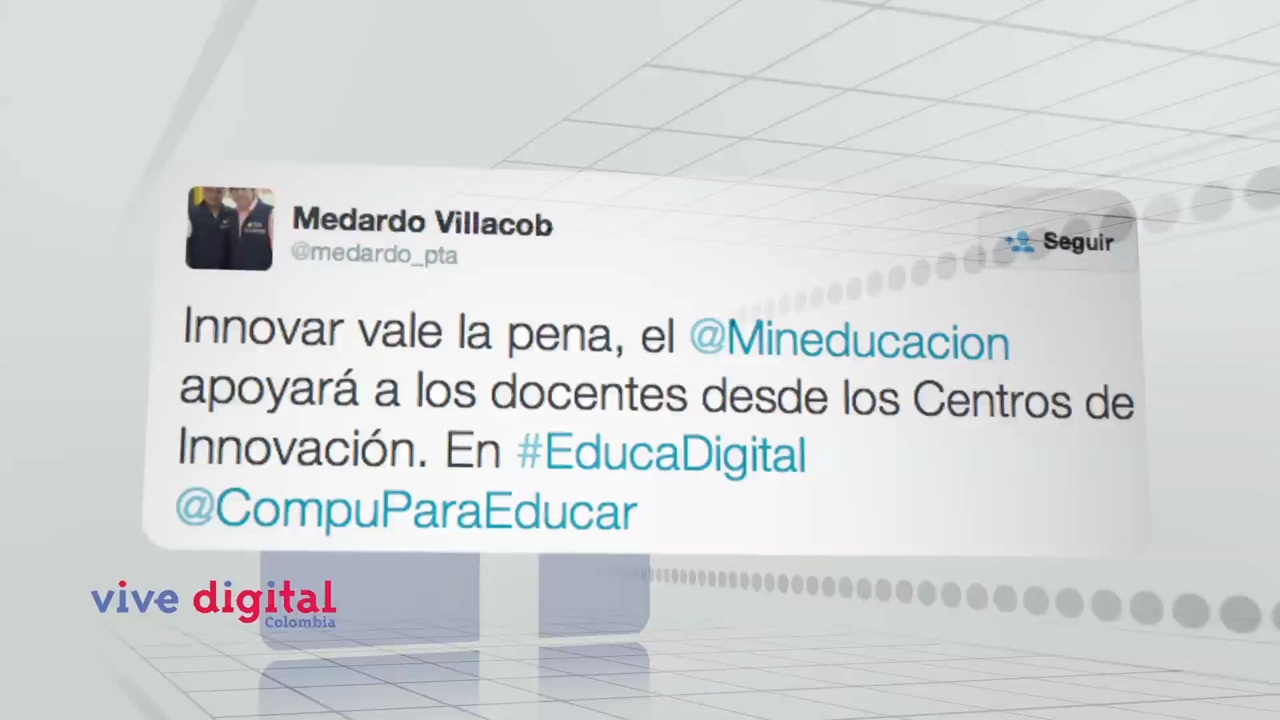 Medardo Villacob
@medardo_pta
Seguir
Innovar vale la pena, el @Mineducacion
apoyará a los docentes desde los Centros de
Innovación. En #EducaDigital
@CompuParaEducar
vive digital
Colombia